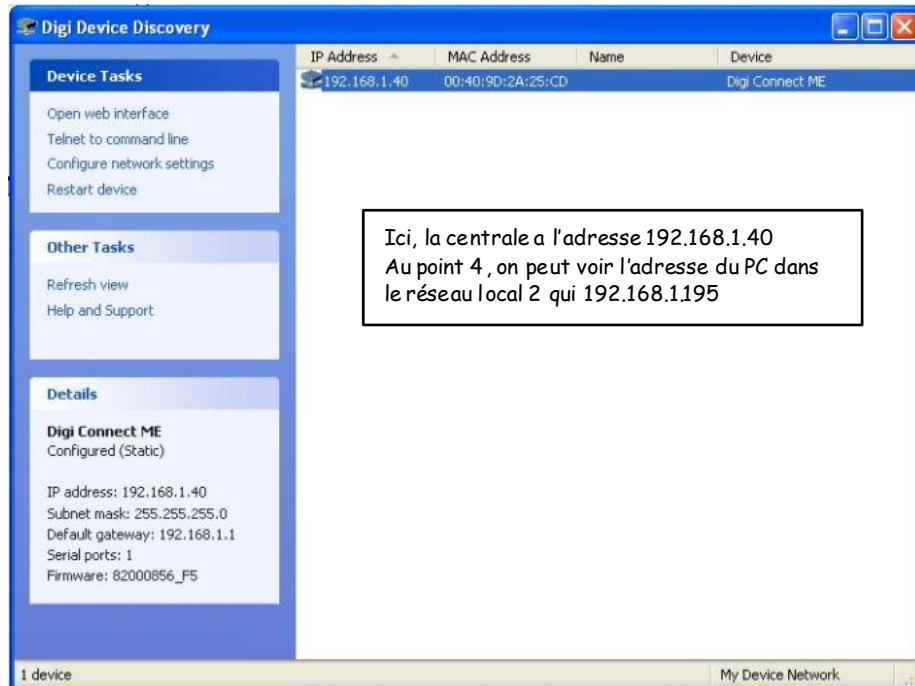 Digi Device Discovery
Device Tasks
Open web interface
Telnet to command line
Configure network settings
Restart device
Other Tasks
Refresh view
Help and Support
Details
Digi Connect ME
Configured (Static)
IP address: 192.168.1.40
Subnet mask: 255.255.255.0
Default gateway: 192.168.1.1
Serial ports: 1
Firmware: 82000856_F5
IP Address MAC Address Name Device
192.168.1.40 00:40:9D:2A:25:CD Digi Connect ME
Ici, la centrale a l’adresse 192.168.1.40
Au point 4, on peut voir l’adresse du PC dans
le réseau local 2 qui 192.168.1.195
1 device My Device Network